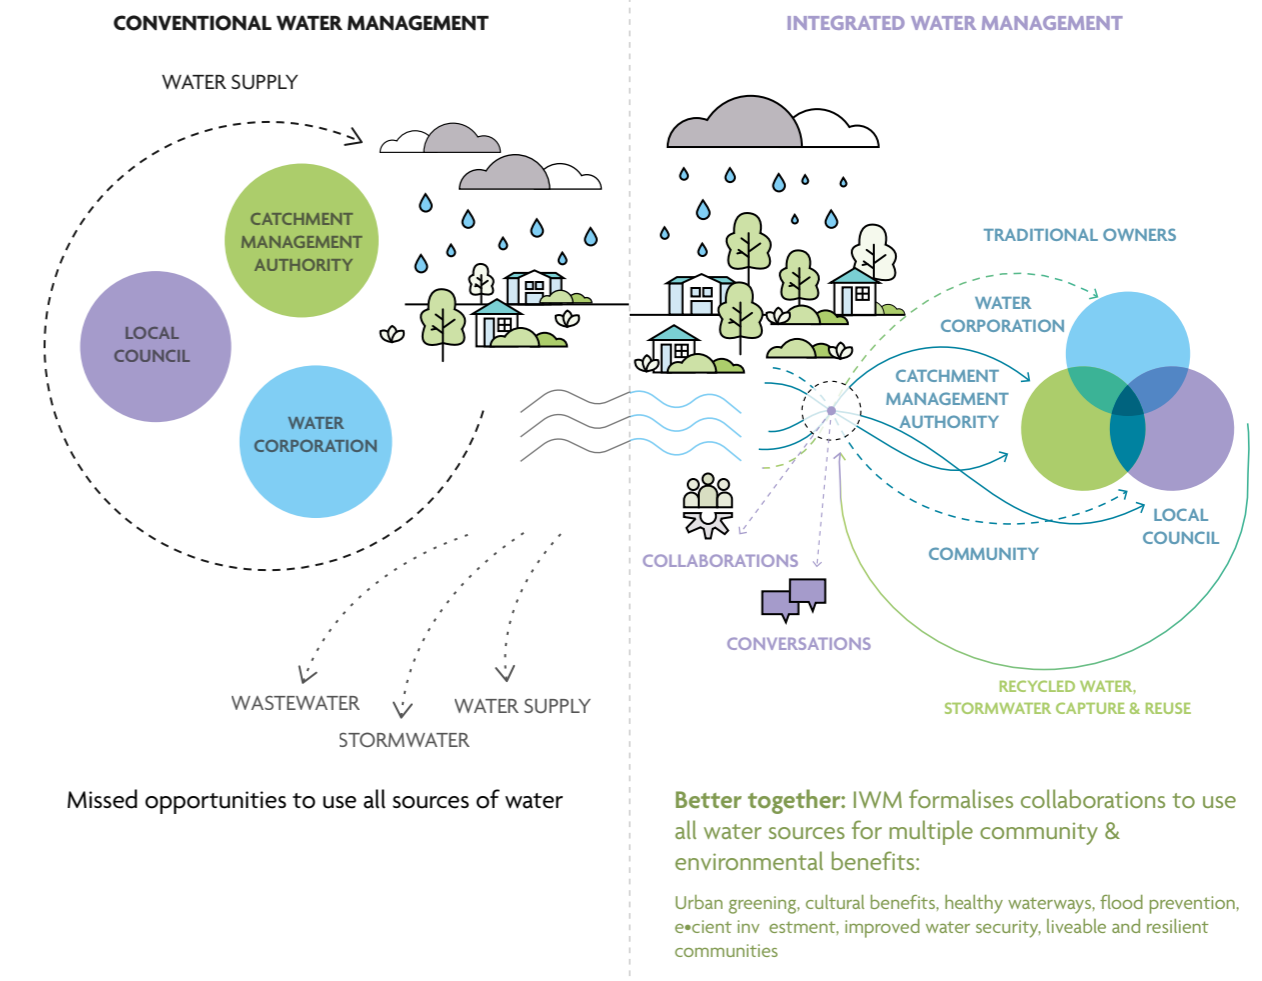 CONVENTIONAL WATER MANAGEMENT
WATER SUPPLY
CATCHMENT
MANAGEMENT
AUTHORITY
LOCAL
COUNCIL
WATER
CORPORATION
WASTEWATER
STORMWATER
WATER SUPPLY
Missed opportunities to use all sources of water
INTEGRATED WATER MANAGEMENT
TRADITIONAL OWNERS
WATER
CORPORATION
CATCHMENT
MANAGEMENT
AUTHORITY
LOCAL
COUNCIL
COMMUNITY
COLLABORATIONS
CONVERSATIONS
RECYCLED WATER,
STORMWATER CAPTURE & REUSE
Better together: IWM formalises collaborations to use
all water sources for multiple community &
environmental benefits:
Urban greening, cultural benefits, healthy waterways, flood prevention,
e•cient inv estment, improved water security, liveable and resilient
communities